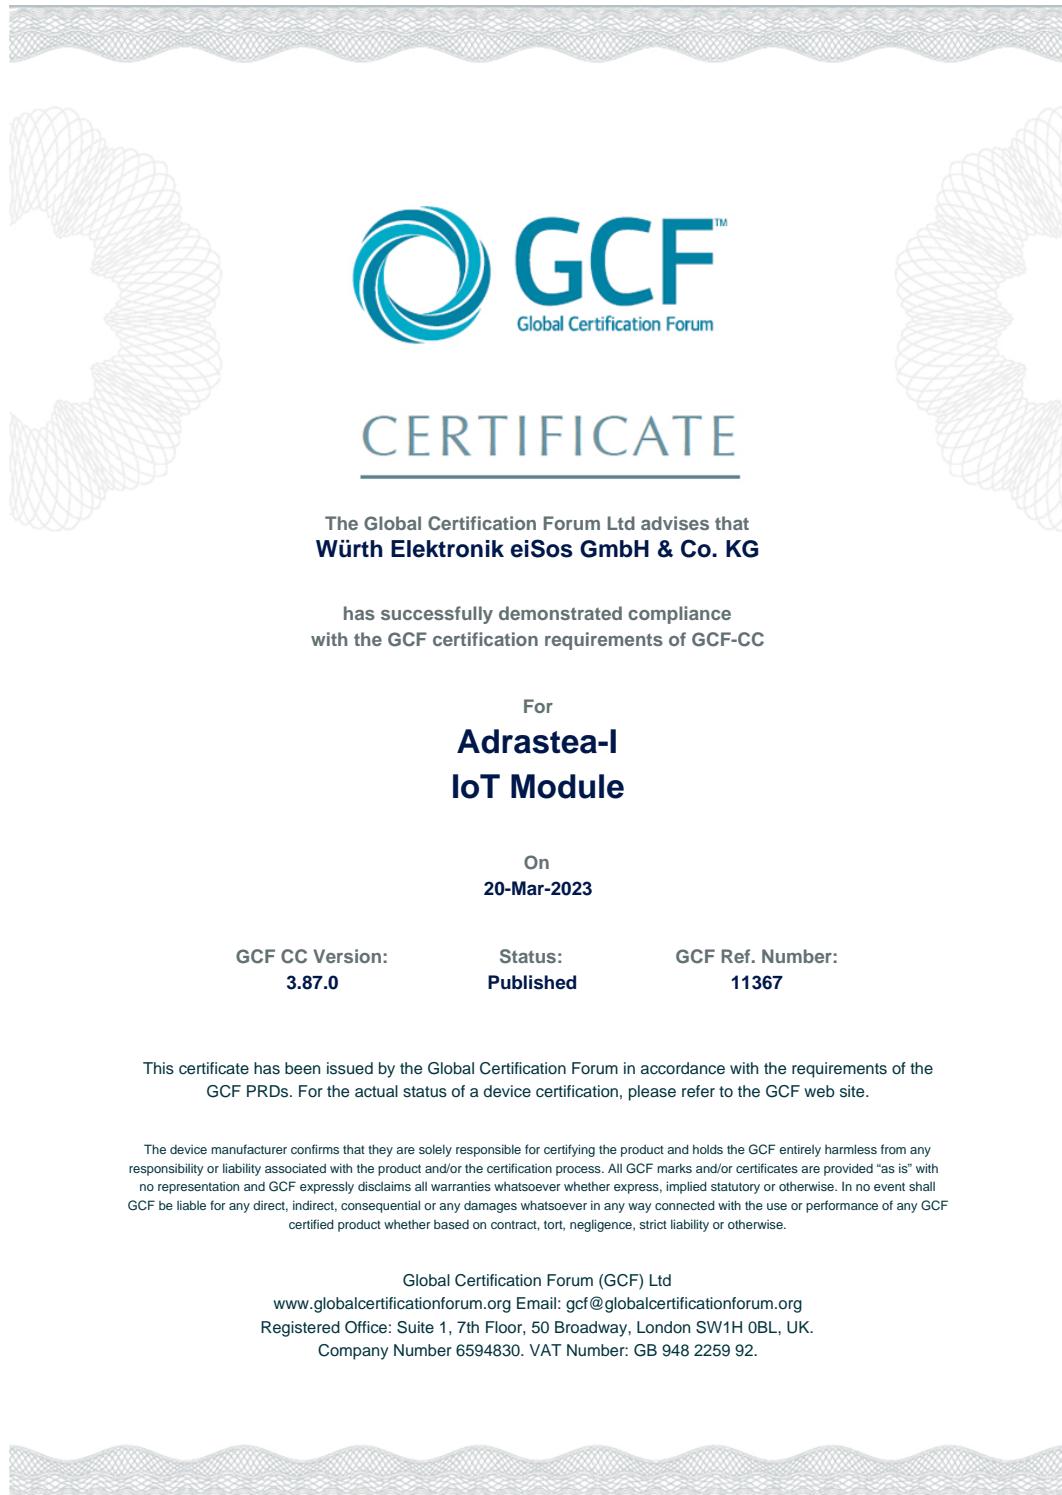 GCF™
Global Certification Forum
CERTIFICATE
The Global Certification Forum Ltd advises that
Würth Elektronik eiSos GmbH & Co. KG
has successfully demonstrated compliance
with the GCF certification requirements of GCF-CC
For
Adrastea-I
IoT Module
On
20-Mar-2023
GCF CC Version: Status: GCF Ref. Number:
3.87.0 Published 11367
This certificate has been issued by the Global Certification Forum in accordance with the requirements of the
GCF PRDs. For the actual status of a device certification, please refer to the GCF web site.
The device manufacturer confirms that they are solely responsible for certifying the product and holds the GCF entirely harmless from any
responsibility or liability associated with the product and/or the certification process. All GCF marks and/or certificates are provided “as is” with
no representation and GCF expressly disclaims all warranties whatsoever whether express, implied statutory or otherwise. In no event shall
GCF be liable for any direct, indirect, consequential or any damages whatsoever in any way connected with the use or performance of any GCF
certified product whether based on contract, tort, negligence, strict liability or otherwise.
Global Certification Forum (GCF) Ltd
www.globalcertificationforum.org Email: gcf@globalcertificationforum.org
Registered Office: Suite 1, 7th Floor, 50 Broadway, London SW1H 0BL, UK.
Company Number 6594830. VAT Number: GB 948 2259 92.